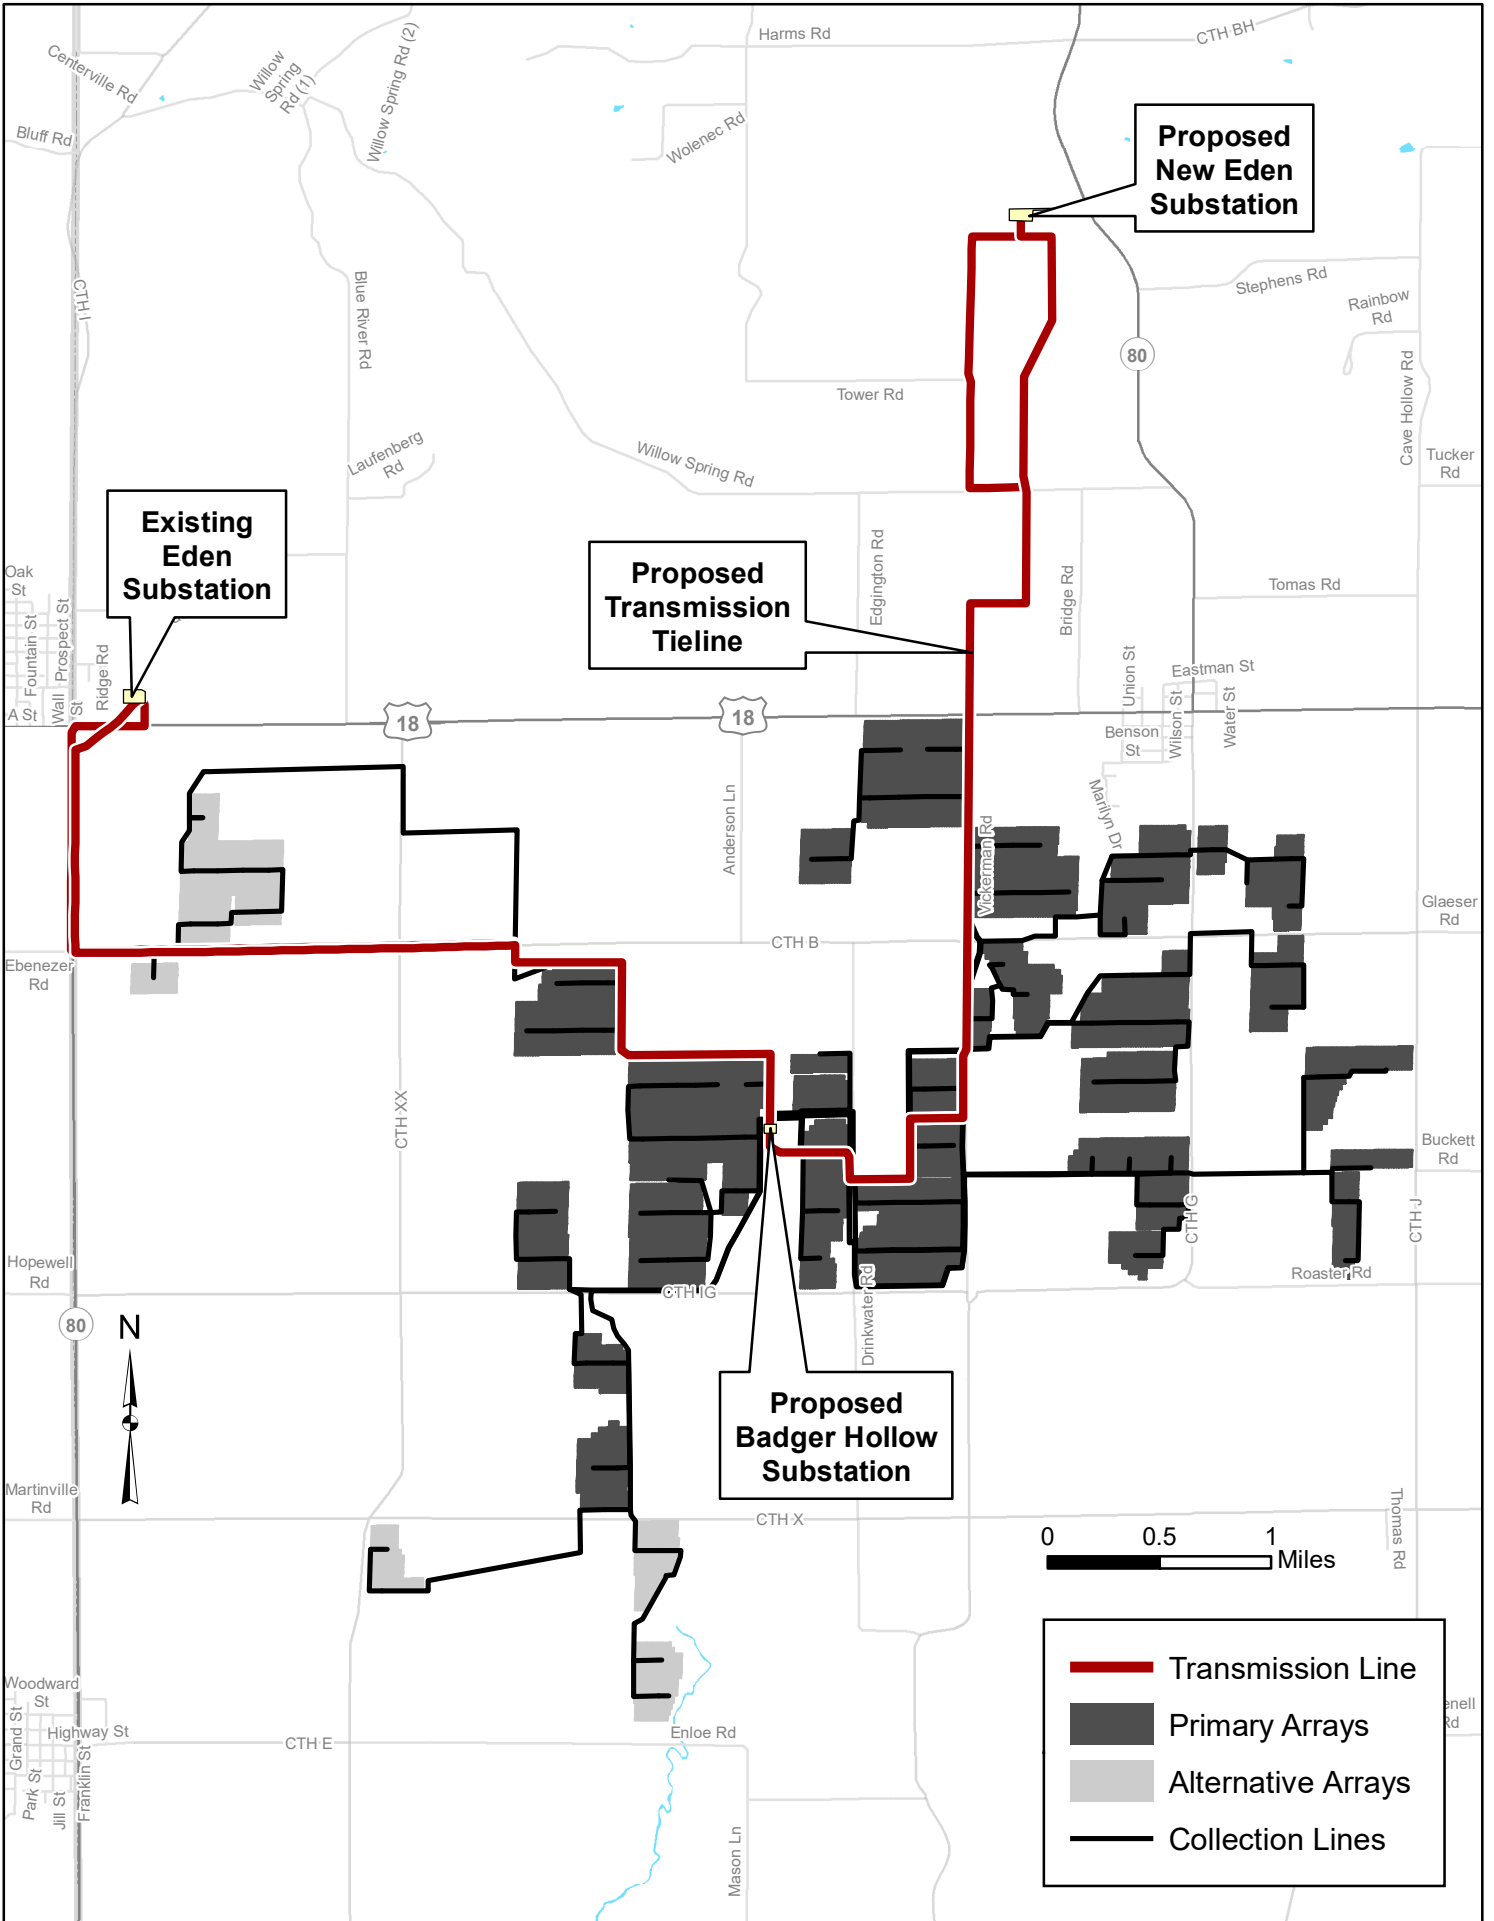 Harms Rd
CTH BH
Centerville Rd
Willow
Spring
Rd (1)
Willow Spring Rd (2)
Bluff Rd
Wolenec Rd
Proposed
New Eden
Substation
CTH I
Blue River Rd
Stephens Rd
Rainbow
Rd
80
Tower Rd
Cave Hollow Rd
Laufenberg
Rd
Willow Spring Rd
Tucker
Rd
Existing
Eden
Substation
Proposed
Transmission
Tieline
Edgington Rd
Bridge Rd
Tomas Rd
Oak
St
Fountain St
Prospect St
Ridge Rd
Wall
St
A St
18
18
Union St
Eastman St
Wilson St
Water St
Benson
St
Marilyn Dr
Anderson Ln
Vickerman Rd
Glaeser
Rd
CTH B
Ebenezer
Rd
CTH XX
Buckett
Rd
CTH G
CTH J
Hopewell
Rd
CTH IG
Drinkwater Rd
Roaster Rd
80
N
Proposed
Badger Hollow
Substation
Martinville
Rd
CTH X
Thomas Rd
0 0.5 1
Miles
Woodward
St
Grand St
Highway St
Park St
Jill St
Franklin St
CTH E
Enloe Rd
Mason Ln
enell
Rd
Transmission Line
Primary Arrays
Alternative Arrays
Collection Lines